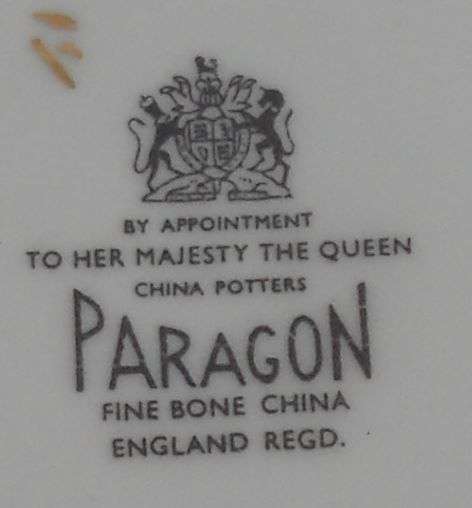 BY APPOINTMENT
TO HER MAJESTY THE QUEEN
CHINA POTTERS
PARAGON
FINE BONE CHINA
ENGLAND REGD.